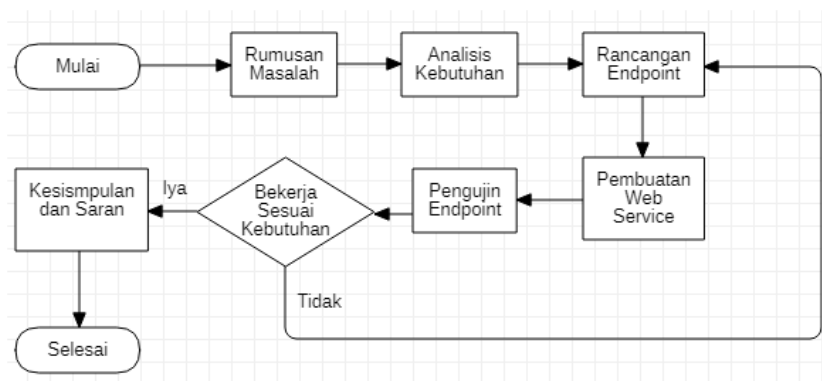 Mulai
Rumusan
Masalah
Analisis
Kebutuhan
Rancangan
Endpoint
Pembuatan
Web
Service
Pengujin
Endpoint
Bekerja
Sesuai
Kebutuhan
Iya
Kesismpulan
dan Saran
Tidak
Selesai